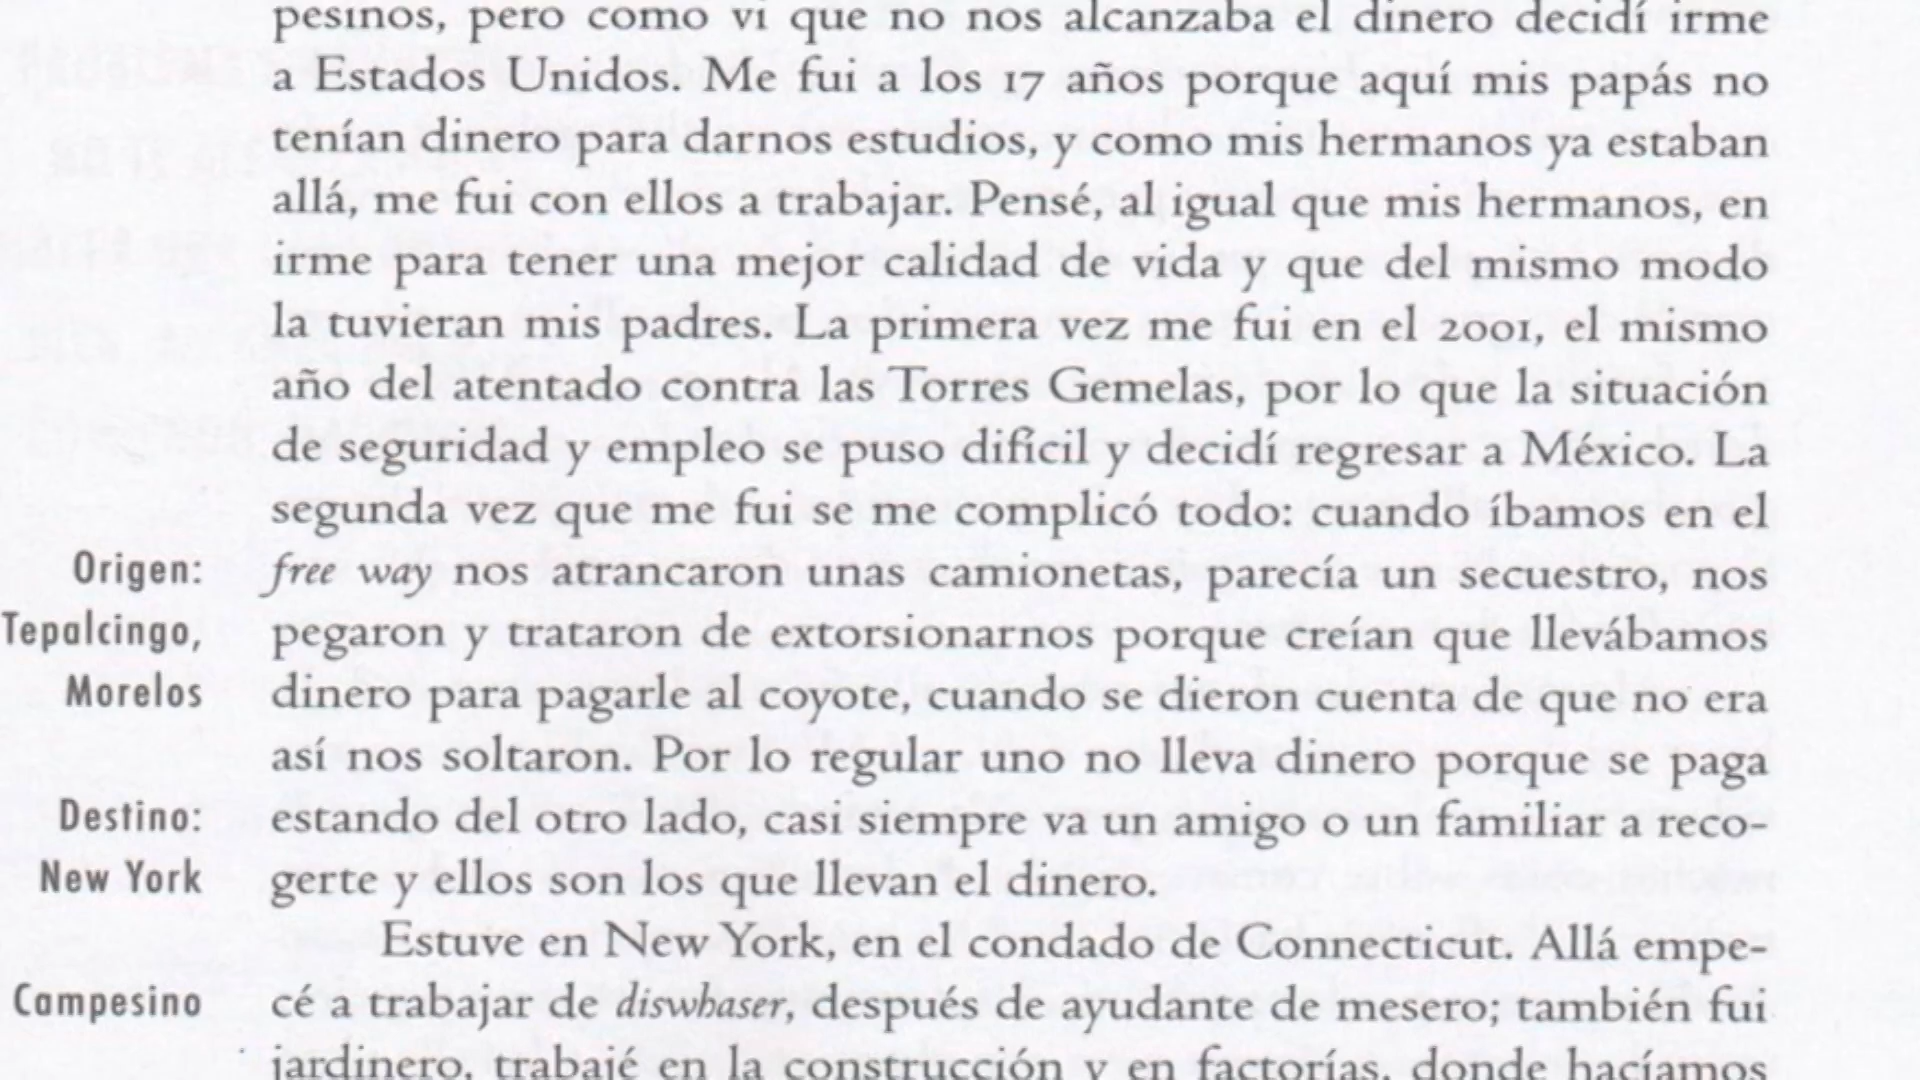 pesinos, pero como vi que no nos alcanzaba el dinero decidí irme
a Estados Unidos. Me fui a los 17 años porque aquí mis papás no
tenían dinero para darnos estudios, y como mis hermanos ya estaban
allá, me fui con ellos a trabajar. Pensé, al igual que mis hermanos, en
irme para tener una mejor calidad de vida y que del mismo modo
la tuvieran mis padres. La primera vez me fui en el 2001, el mismo
año del atentado contra las Torres Gemelas, por lo que la situación
de seguridad y empleo se puso difícil y decidí regresar a México. La
segunda vez que me fui se me complicó todo: cuando íbamos en el
free way nos atrancaron unas camionetas, parecía un secuestro, nos
pegaron y trataron de extorsionarnos porque creían que llevábamos
dinero para pagarle al coyote, cuando se dieron cuenta de que no era
así nos soltaron. Por lo regular uno no lleva dinero porque se paga
estando del otro lado, casi siempre va un amigo o un familiar a reco-
gerte y ellos son los que llevan el dinero.
Estuve en New York, en el condado de Connecticut. Allá empe-
cé a trabajar de diswhaser, después de ayudante de mesero; también fui
jardinero, trabajé en la construcción y en factorías, donde hacíamos
Origen:
Tepalcingo,
Morelos
Destino:
New York
Campesino